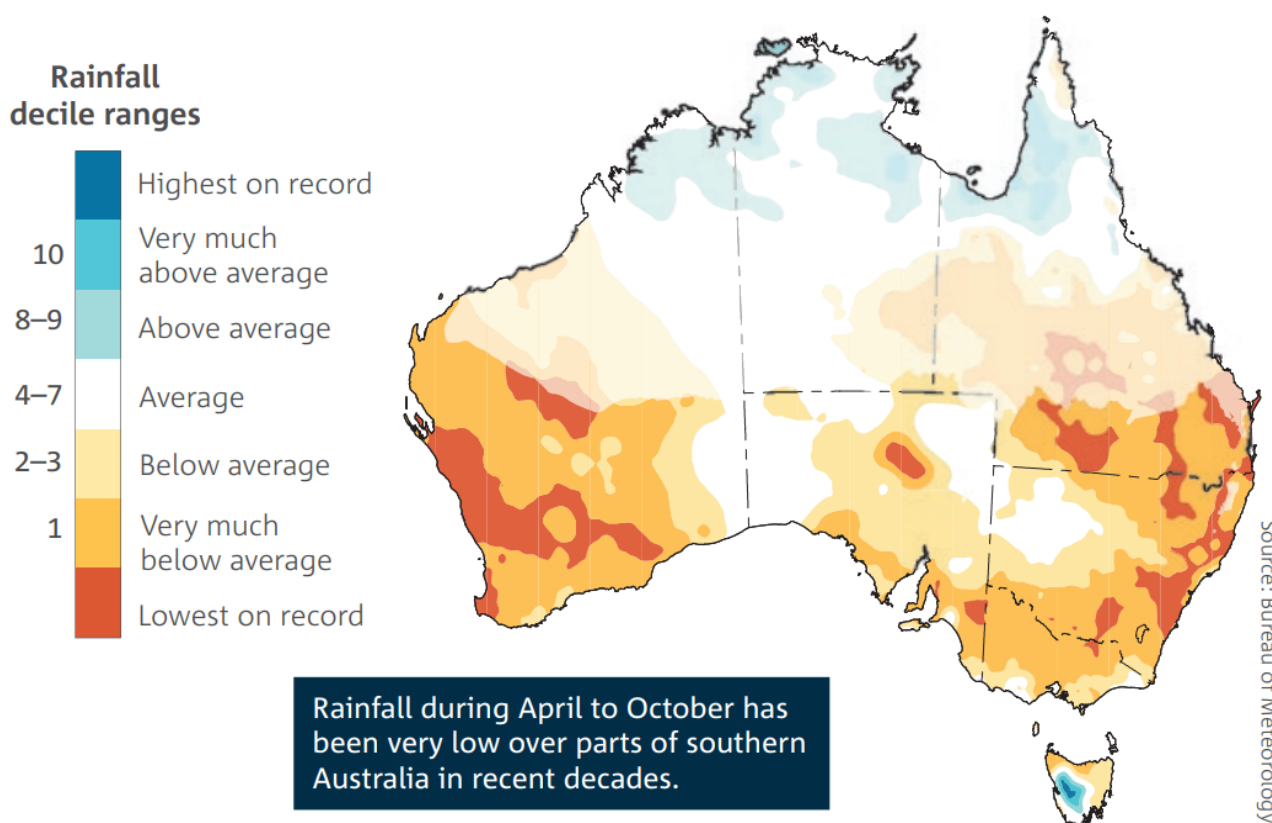 Rainfall
decile ranges
Highest on record
10
Very much
above average
8–9
Above average
4–7
Average
2–3
Below average
1
Very much
below average
Lowest on record
Rainfall during April to October has
been very low over parts of southern
Australia in recent decades.
Source: Bureau of Meteorology